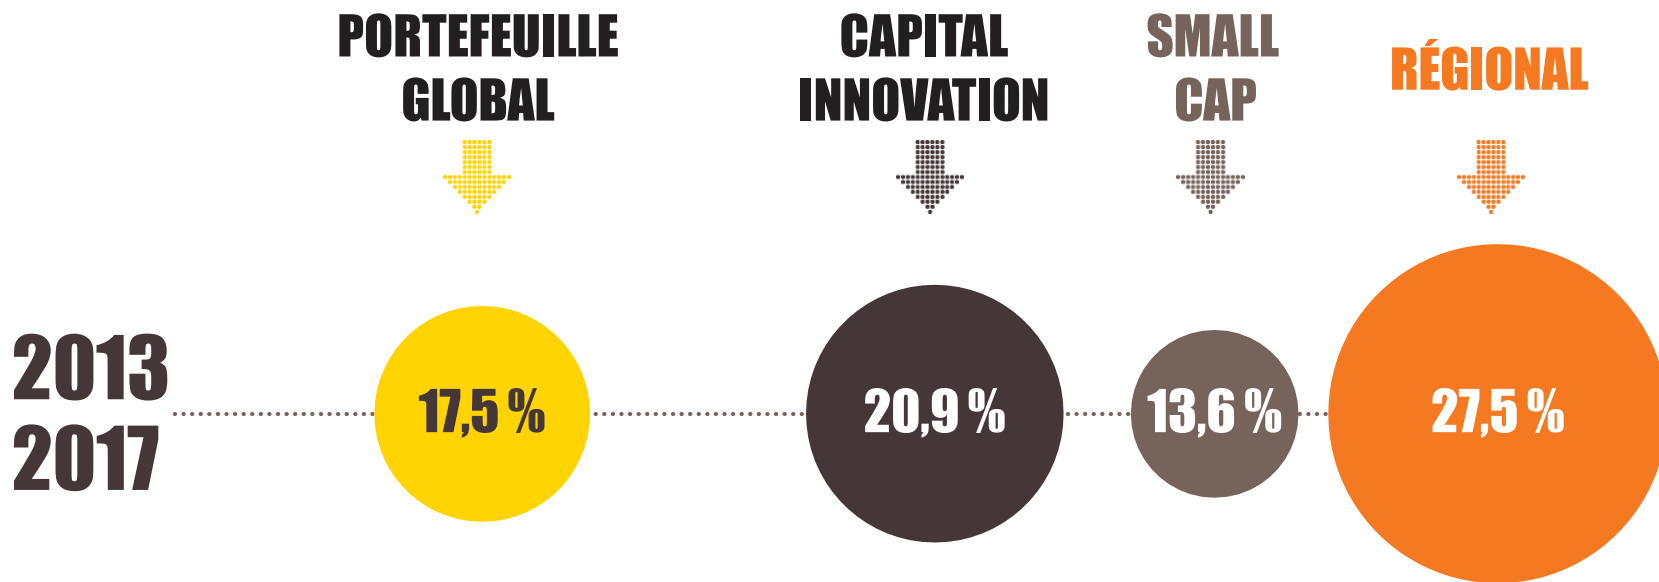 PORTEFEUILLE
GLOBAL
CAPITAL
INNOVATION
SMALL
CAP
RÉGIONAL
2013
2017
17,5 %
20,9 %
13,6 %
27,5 %